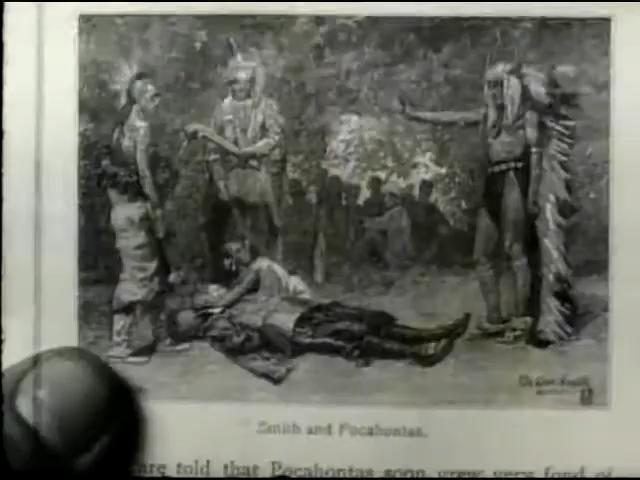 Smith and Pocahontas.
are told that Pocahontas soon grew very fond of